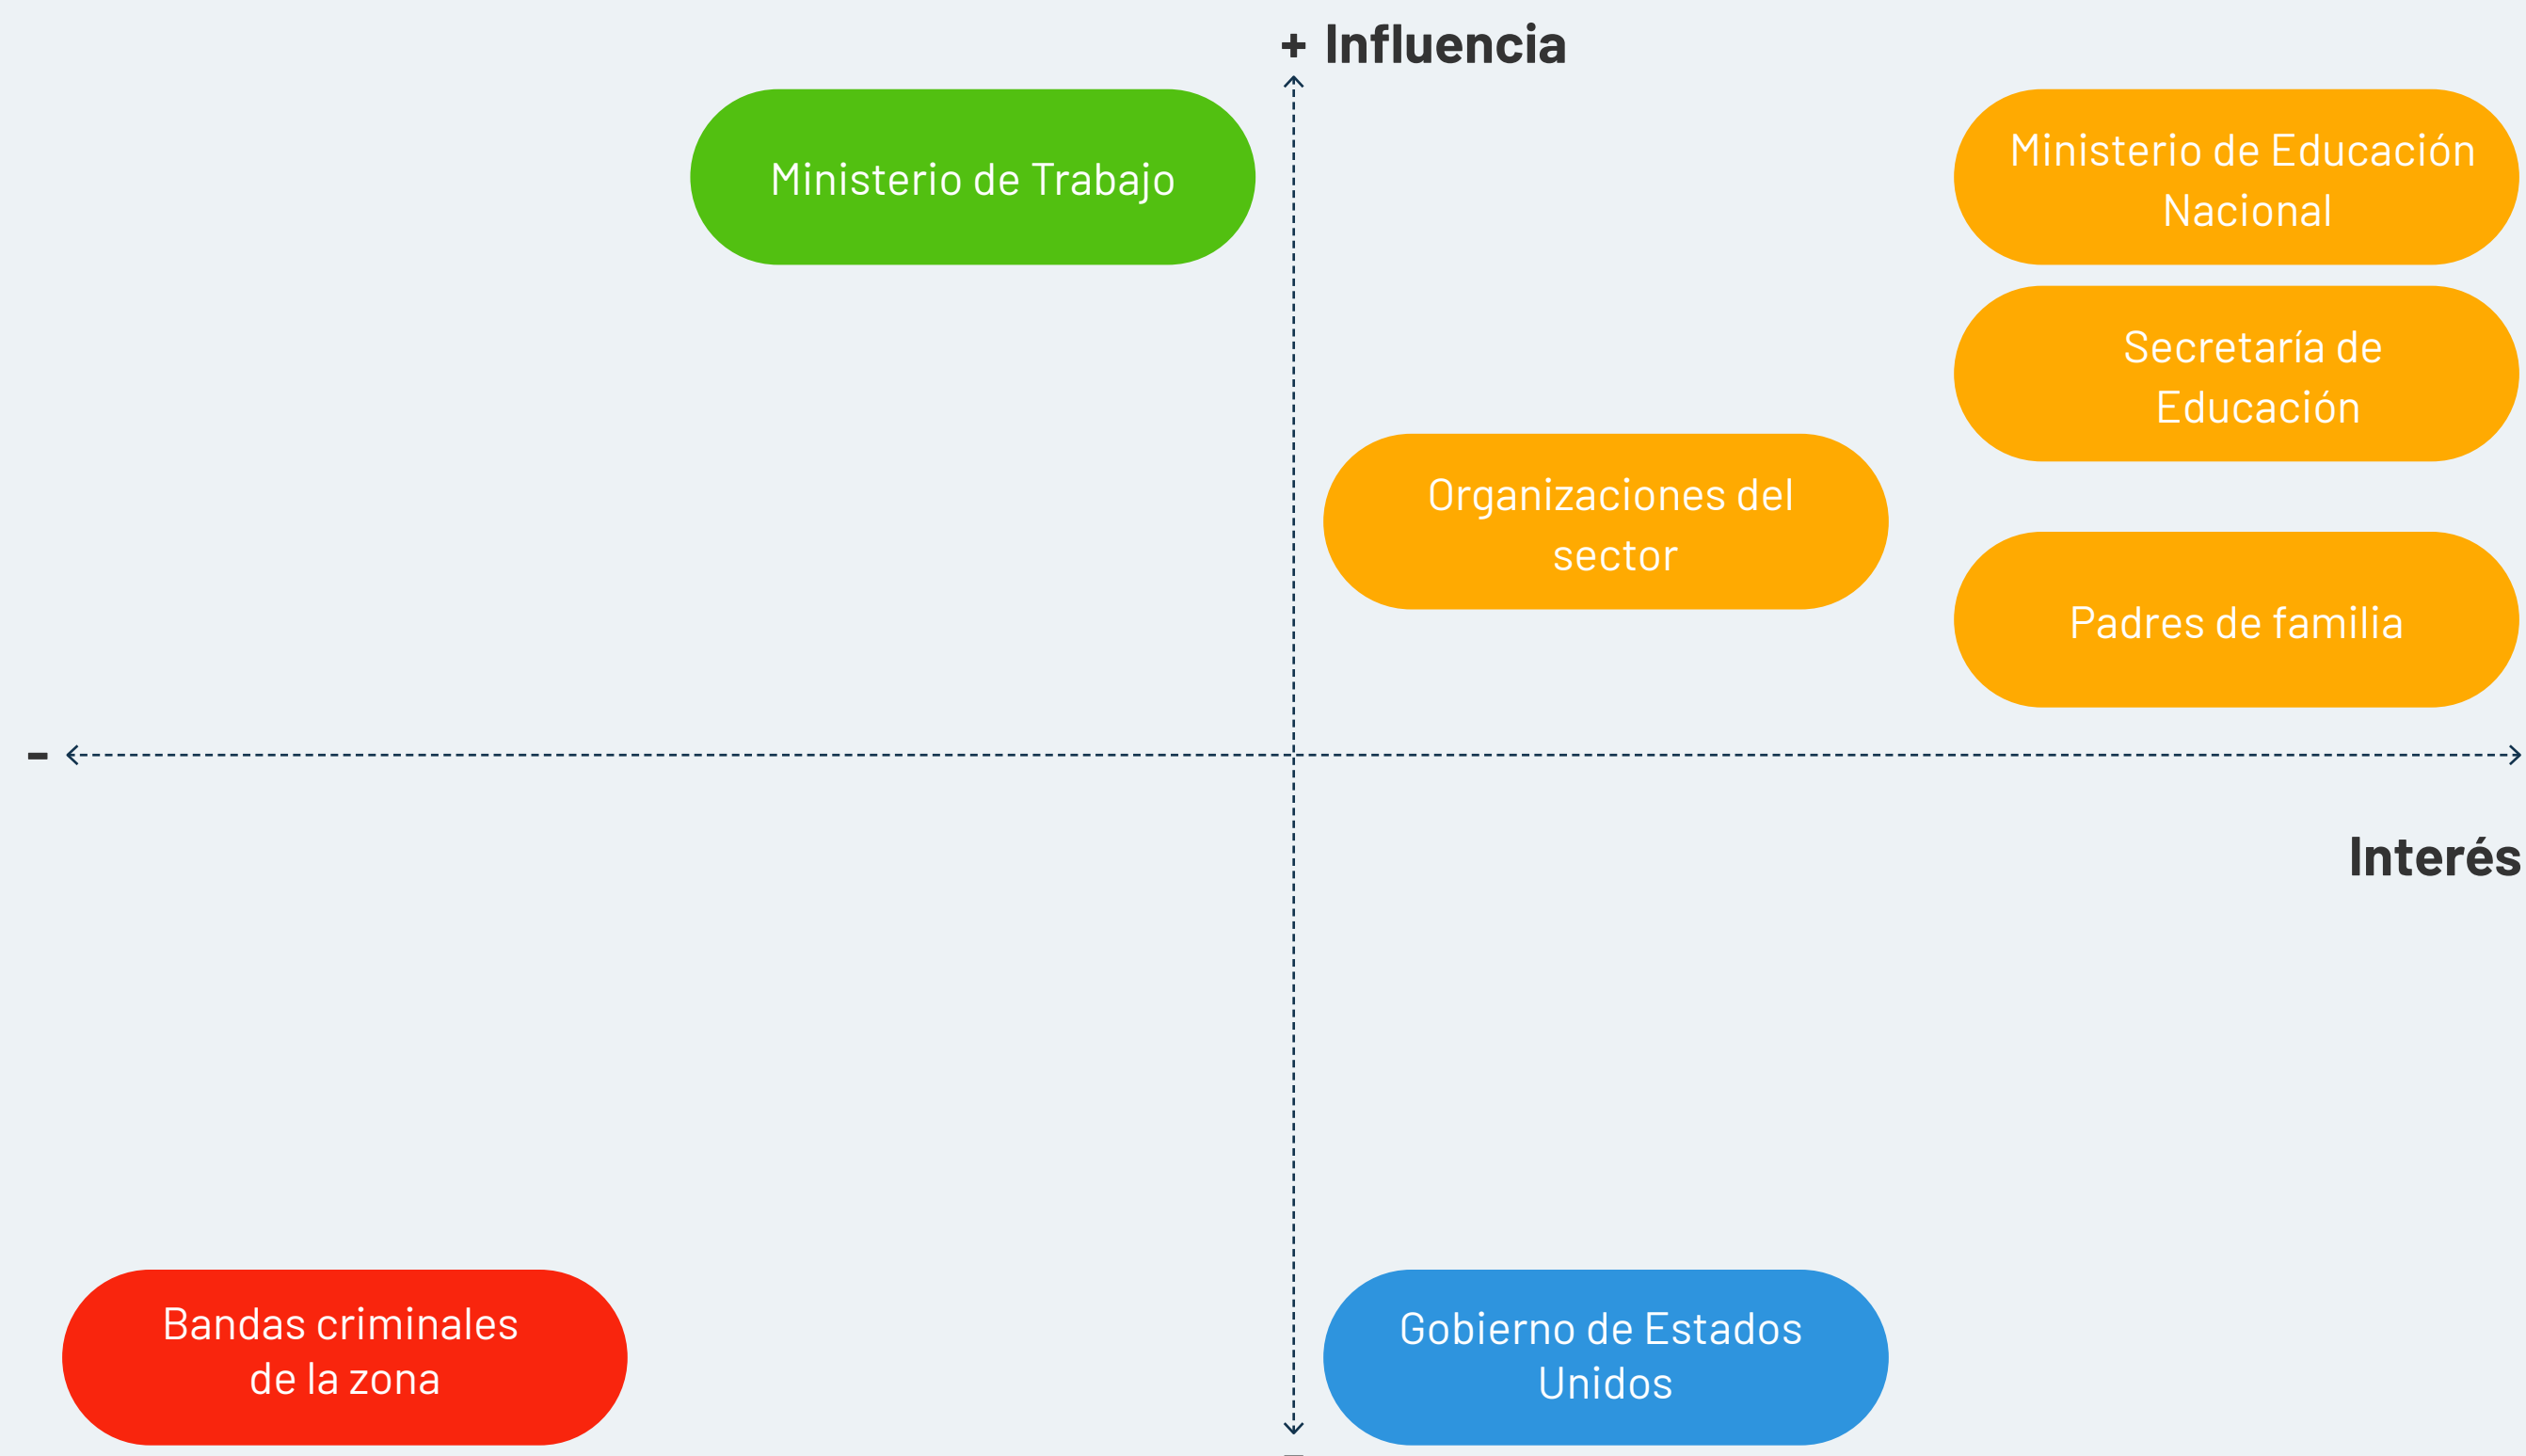 + Influencia
Ministerio de Trabajo
Ministerio de Educación
Nacional
Secretaría de
Educación
Organizaciones del
sector
Padres de familia
-
Interés
Bandas criminales
de la zona
Gobierno de Estados
Unidos